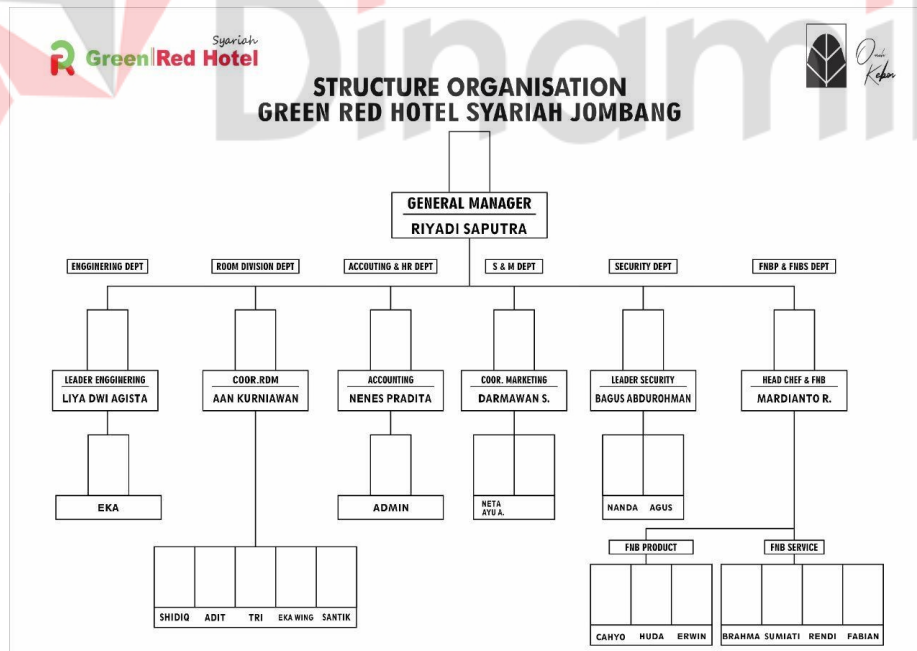 Dinami
Syariah
Green Red Hotel
Omah
Kebon
STRUCTURE ORGANISATION
GREEN RED HOTEL SYARIAH JOMBANG
GENERAL MANAGER
RIYADI SAPUTRA
ENGGINERING DEPT
ROOM DIVISION DEPT
ACCOUTING & HR DEPT
S & M DEPT
SECURITY DEPT
FNBP & FNBS DEPT
LEADER ENGGINERING
LIYA DWI AGISTA
COOR.RDM
AAN KURNIAWAN
ACCOUNTING
NENES PRADITA
COOR. MARKETING
DARMAWAN S.
LEADER SECURITY
BAGUS ABDUROHMAN
HEAD CHEF & FNB
MARDIANTO R.
EKA
ADMIN
NETA
AYU A.
NANDA AGUS
FNB PRODUCT
FNB SERVICE
SHIDIQ ADIT TRI EKA WING SANTIK
CAHYO HUDA ERWIN
BRAHMA SUMIATI RENDI FABIAN